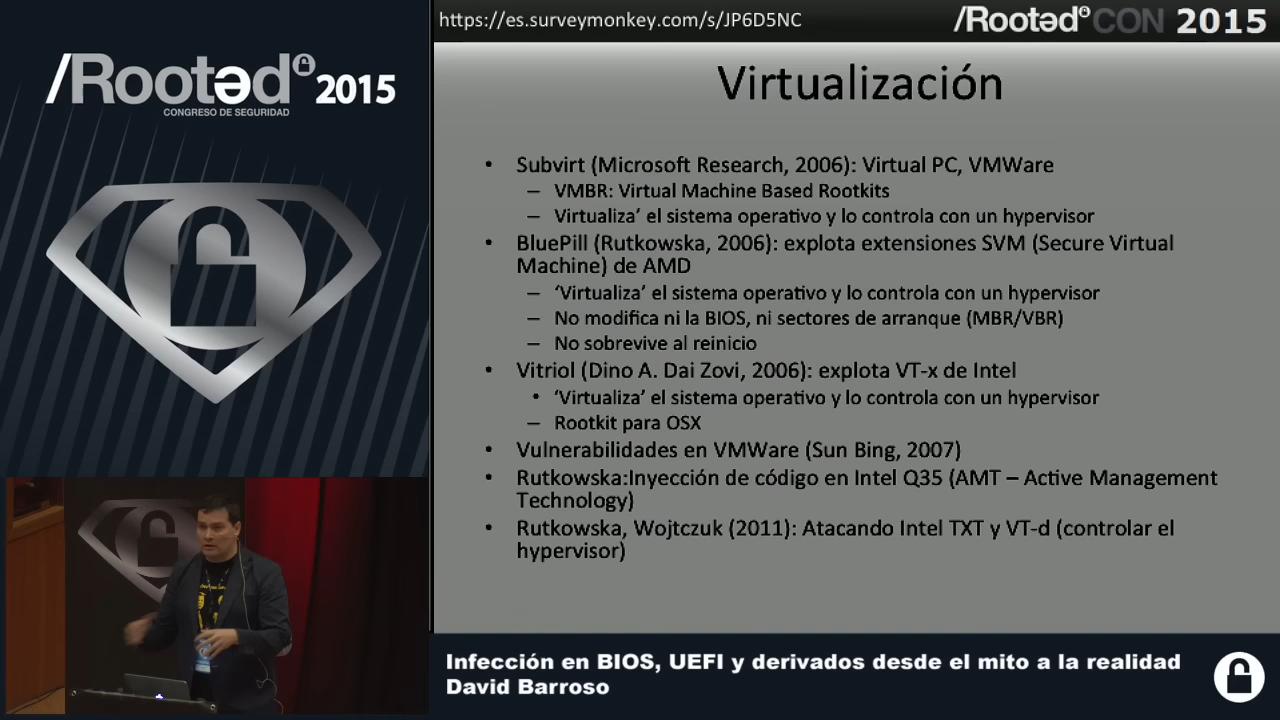 https://es.surveymonkey.com/s/JP6D5NC
/RootedCON 2015
/Rooted 2015
CONGRESO DE SEGURIDAD
Virtualización
• Subvirt (Microsoft Research, 2006): Virtual PC, VMWare
– VMBR: Virtual Machine Based Rootkits
– Virtualiza’ el sistema operativo y lo controla con un hypervisor
• BluePill (Rutkowska, 2006): explota extensiones SVM (Secure Virtual
Machine) de AMD
– ‘Virtualiza’ el sistema operativo y lo controla con un hypervisor
– No modifica ni la BIOS, ni sectores de arranque (MBR/VBR)
– No sobrevive al reinicio
• Vitriol (Dino A. Dai Zovi, 2006): explota VT-x de Intel
• ‘Virtualiza’ el sistema operativo y lo controla con un hypervisor
– Rootkit para OSX
• Vulnerabilidades en VMWare (Sun Bing, 2007)
• Rutkowska:Inyección de código en Intel Q35 (AMT – Active Management
Technology)
• Rutkowska, Wojtczuk (2011): Atacando Intel TXT y VT-d (controlar el
hypervisor)
Infección en BIOS, UEFI y derivados desde el mito a la realidad
David Barroso